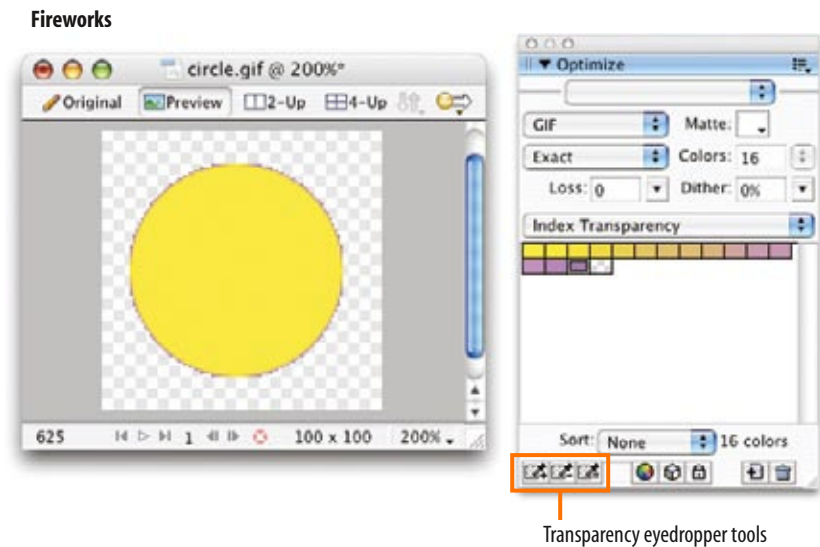 Fireworks
circle.gif @ 200%*
Original Preview 2-Up 4-Up
625 1 100 x 100 200%
Optimize
GIF Matte:
Exact Colors: 16
Loss: 0 Dither: 0%
Index Transparency
Sort: None 16 colors
Transparency eyedropper tools